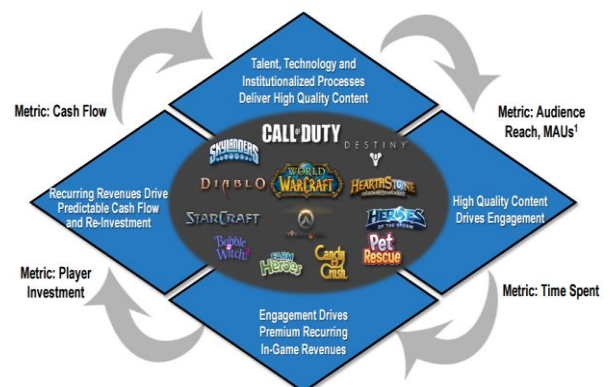 Talent, Technology and
Institutionalized Processes
Deliver High Quality Content
Metric: Cash Flow
Metric: Audience
Reach, MAUs¹
SKYLANDERS
CALL OF DUTY
DESTINY
DIABLO
WORLD
WARCRAFT
HEARTHSTONE
Recurring Revenues Drive
Predictable Cash Flow
and Re-Investment
High Quality Content
Drives Engagement
STARCRAFT
HEROES
OF THE STORM
Bubble
Witch
FARM
Heroes
Candy
Crush
Pet
Rescue
Metric: Player
Investment
Metric: Time Spent
Engagement Drives
Premium Recurring
In-Game Revenues